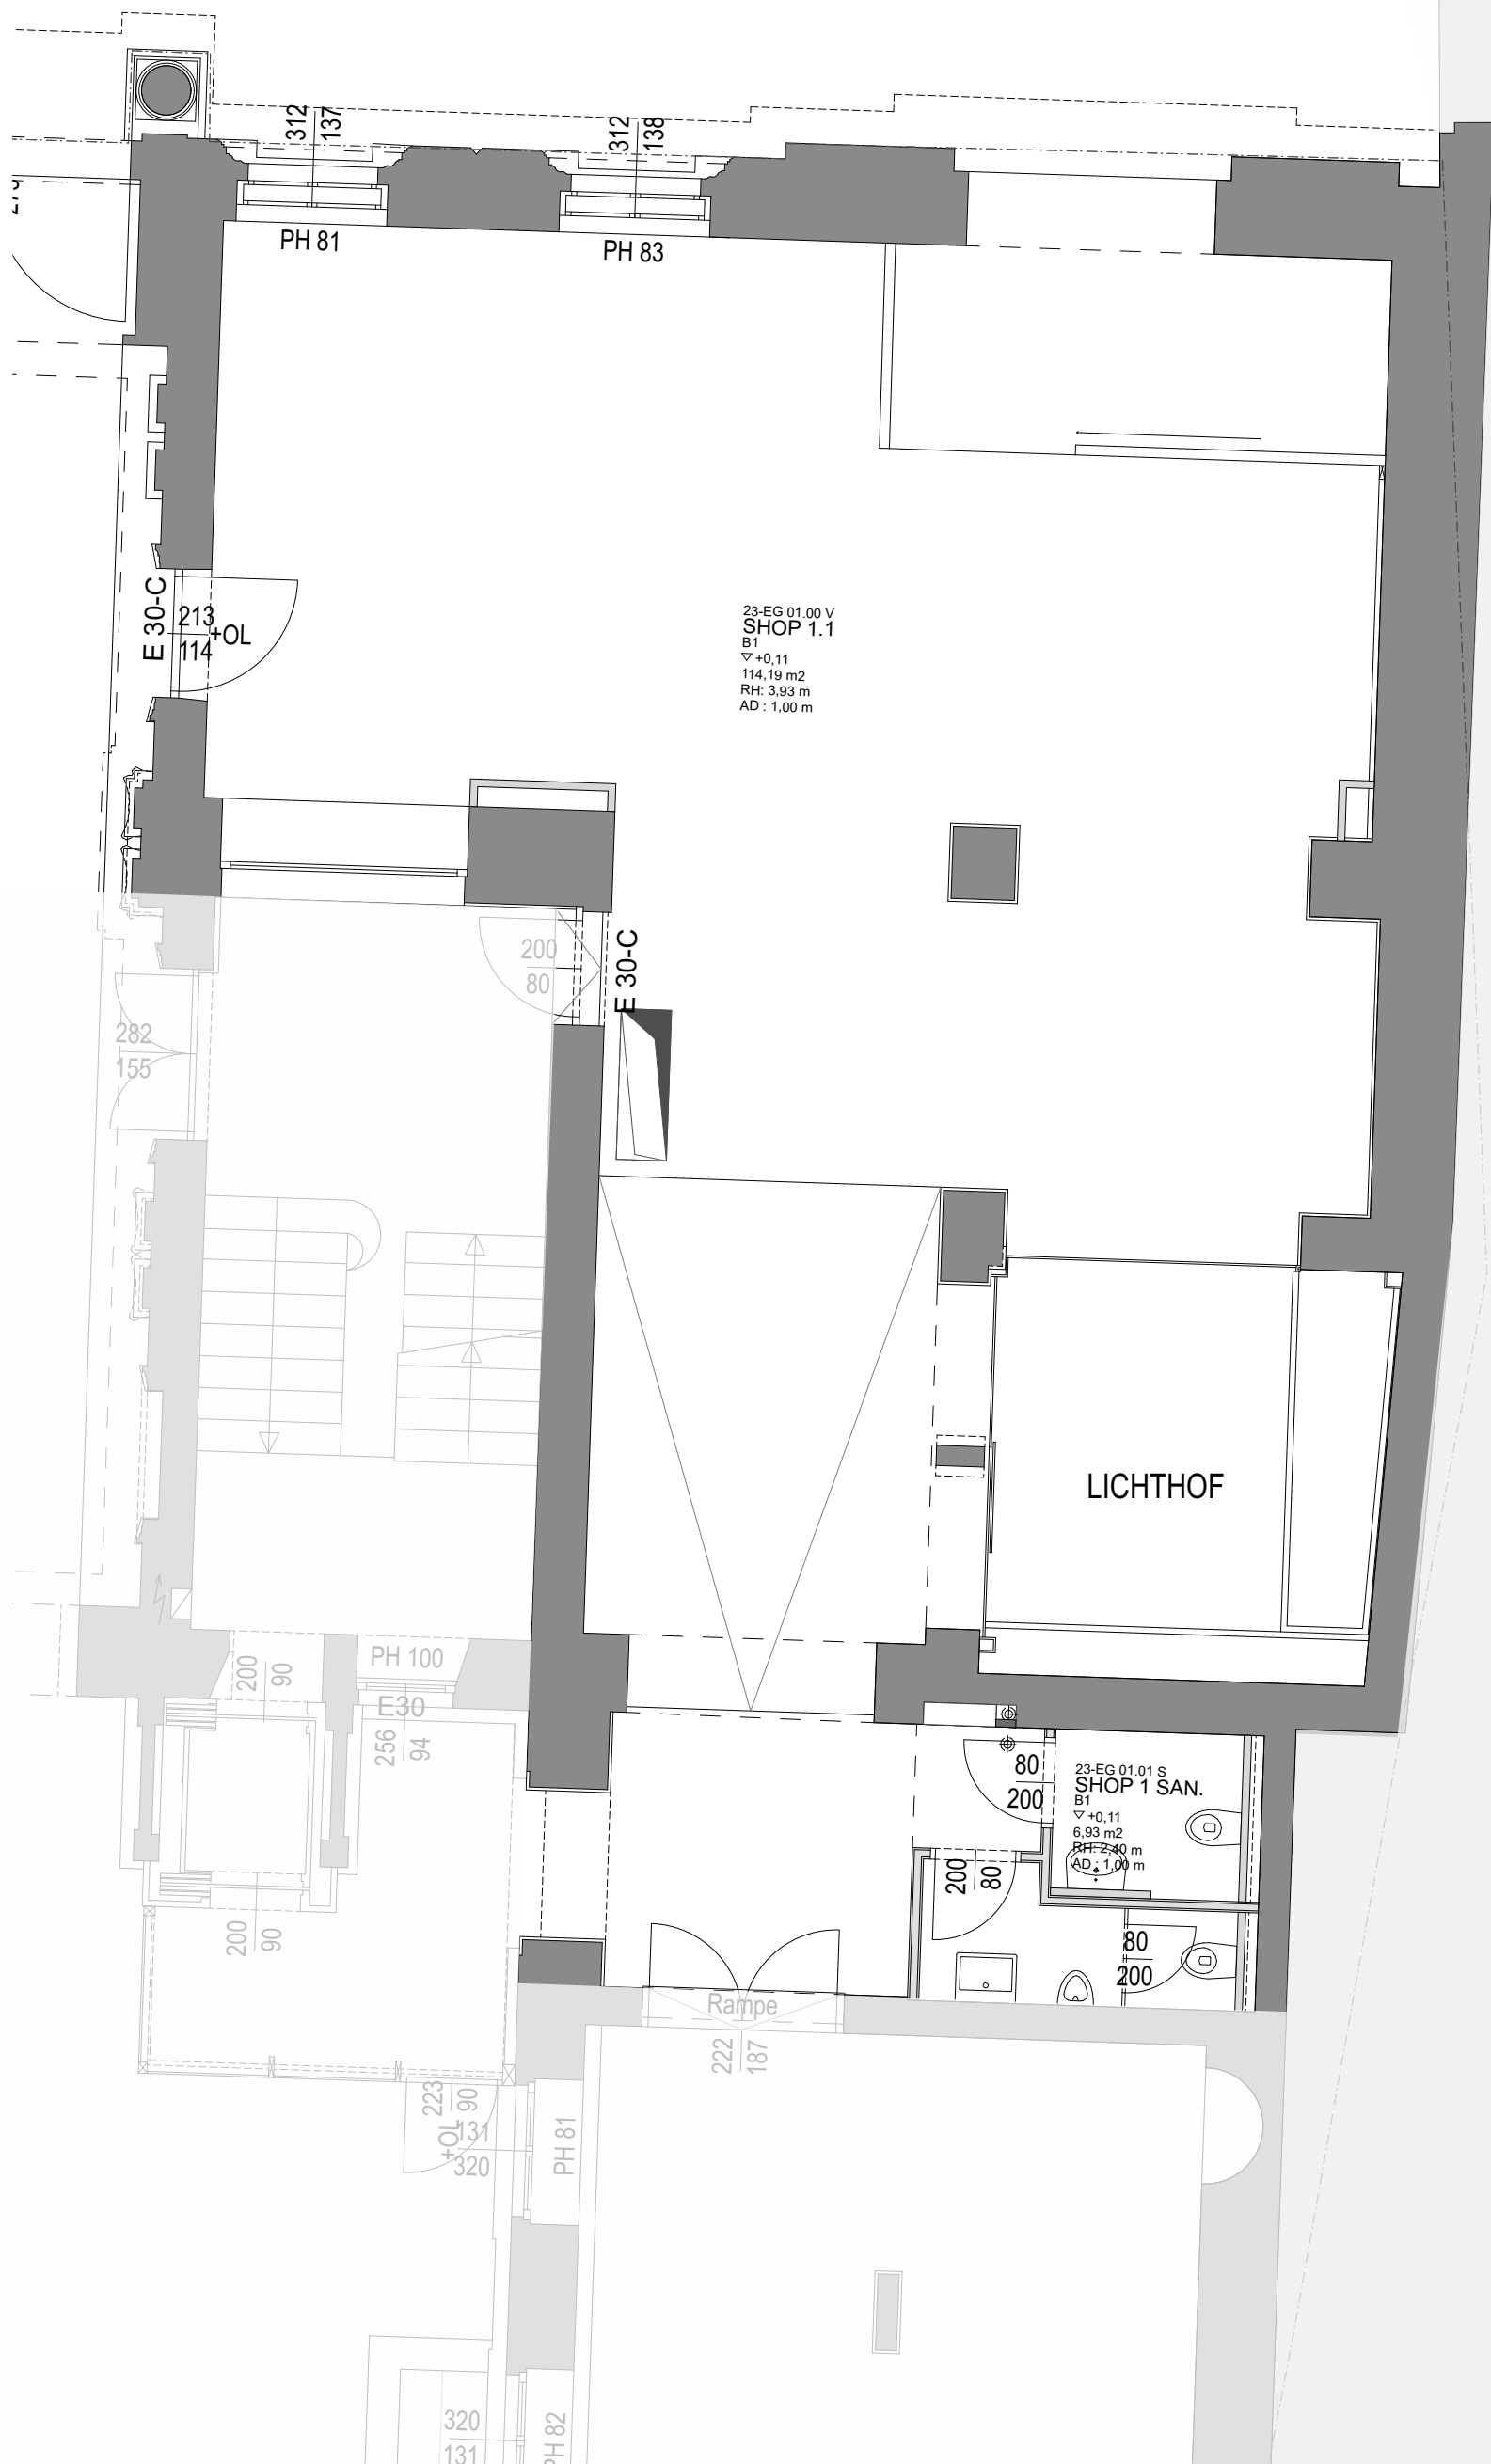 312
137
312
138
PH 81
PH 83
E 30-C
213
114
+OL
23-EG 01.00 V
SHOP 1.1
B1
▽ +0,11
114,19 m2
RH: 3,93 m
AD : 1,00 m
200
80
E 30-C
282
155
LICHTHOF
PH 100
200
90
E30
256
94
80
200
23-EG 01.01 S
SHOP 1 SAN.
B1
▽ +0,11
6,93 m2
RH: 2,40 m
AD : 1,00 m
200
80
200
90
80
200
Rampe
222
187
223
90
+OL
131
320
PH 81
320
131
PH 82